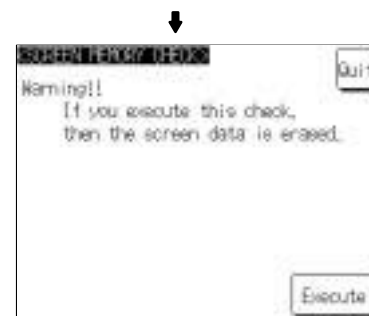 <SCREEN MEMORY CHECK>
Quit
Warning!!
If you execute this check,
then the screen data is erased.
Execute